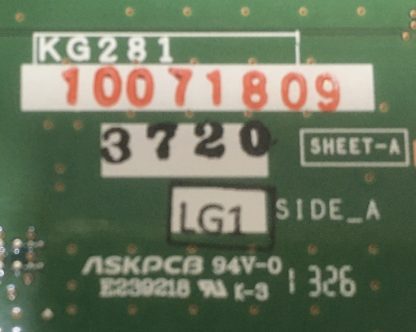 KG281
10071809
3720
SHEET-A
LG1 SIDE_A
ASKPCB 94V-0
E239218 K-3 1326